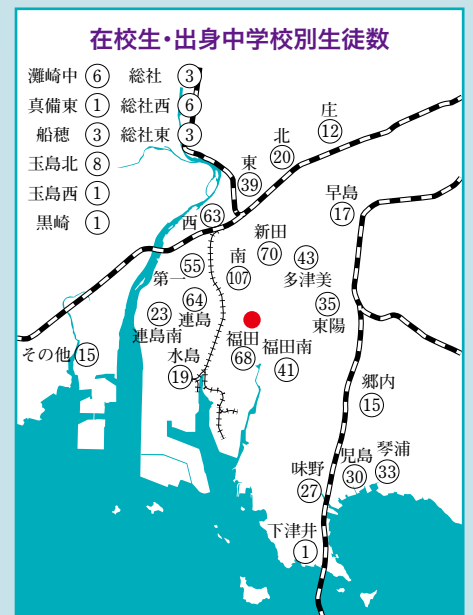 在校生・出身中学校別生徒数
灘崎中 6 総社 3
真備東 1 総社西 6
船穂 3 総社東 3
玉島北 8
玉島西 1
黒崎 1
庄
12
北
20
東
39
早島
17
西 63
新田
70
南
107
43
多津美
第一 55
35
東陽
64
連島
23
連島南
福田
68
福田南
41
水島
19
その他 15
郷内
15
琴浦
33
児島
30
味野
27
下津井
1